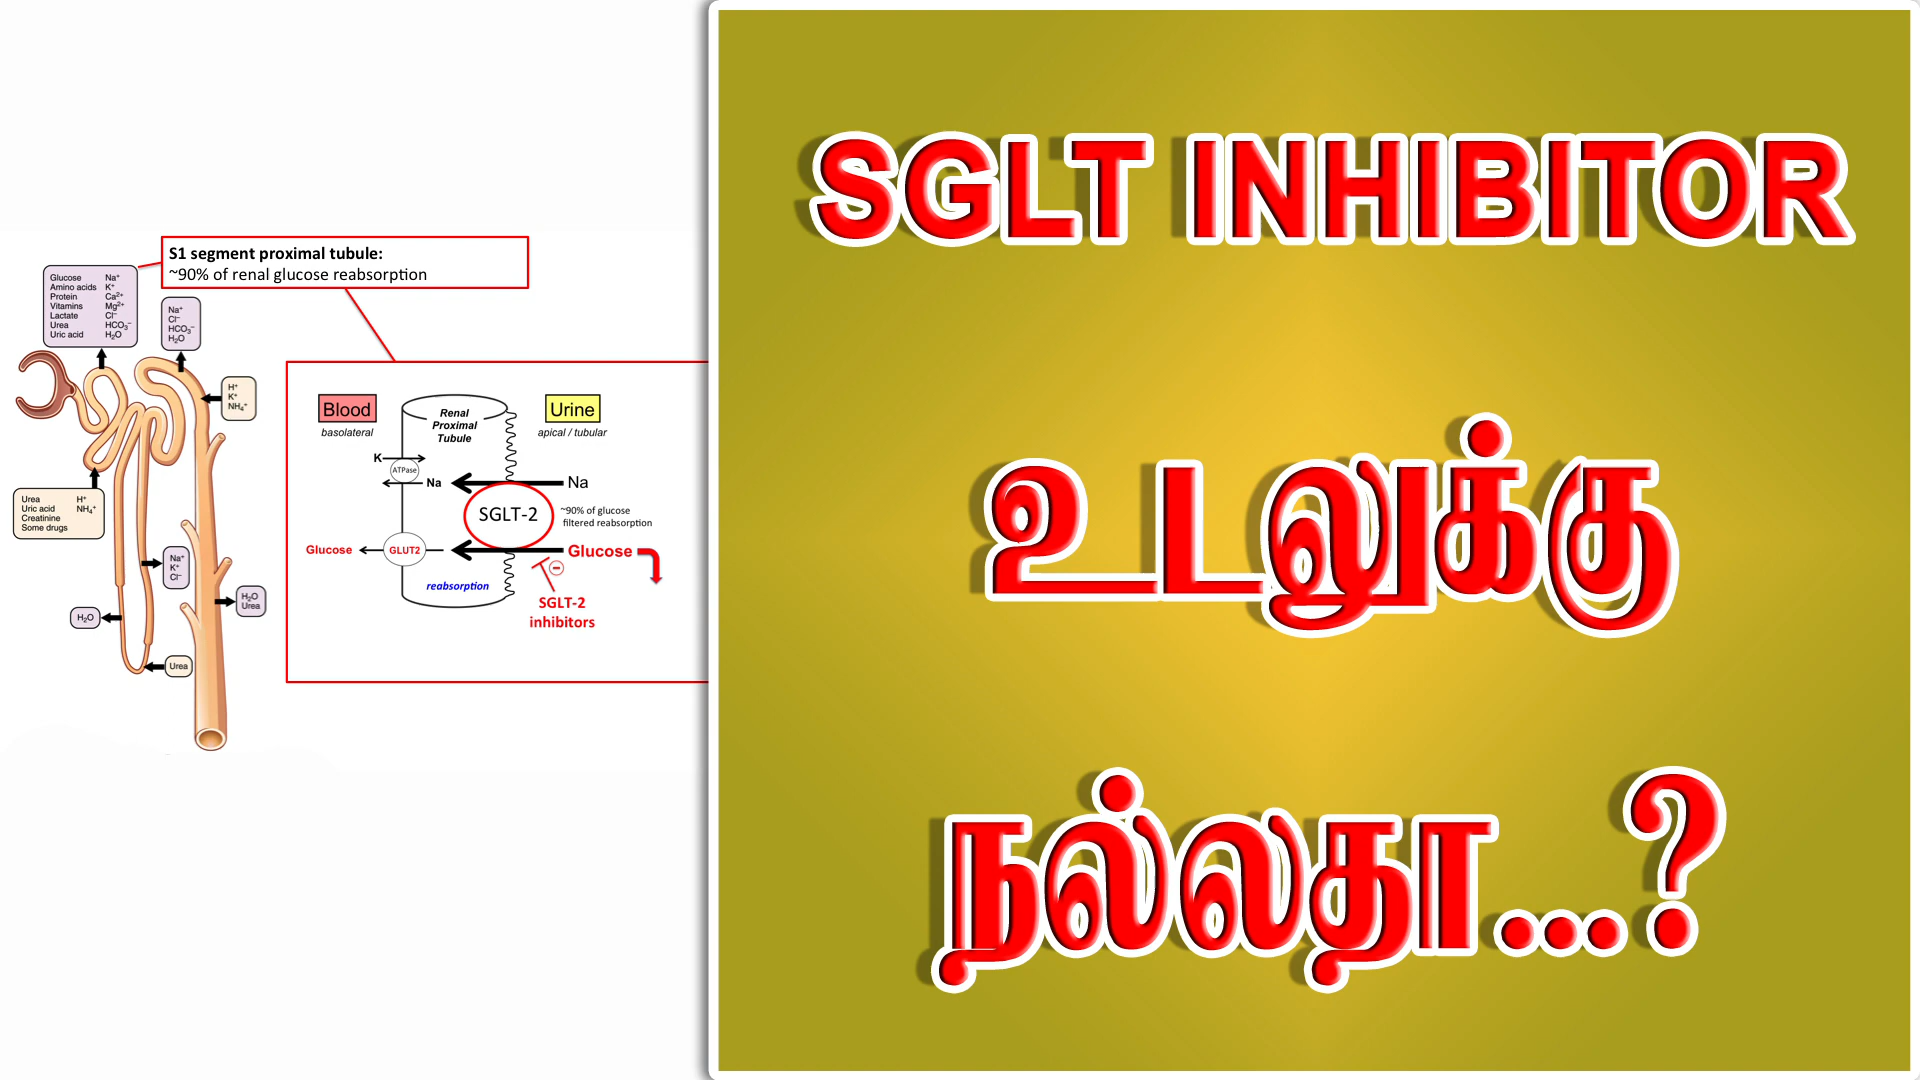 S1 segment proximal tubule:
~90% of renal glucose reabsorption
Glucose Na⁺
Amino acids K⁺
Protein Ca²⁺
Vitamins Mg²⁺
Lactate Cl⁻
Urea HCO₃⁻
Uric acid H₂O
Na⁺
Cl⁻
HCO₃⁻
H₂O
H⁺
K⁺
NH₄⁺
Urea H⁺
Uric acid NH₄⁺
Creatinine
Some drugs
Na⁺
K⁺
Cl⁻
H₂O
Urea
H₂O
Urea
Blood
basolateral
Renal
Proximal
Tubule
Urine
apical / tubular
K
ATPase
Na
Na
SGLT-2
~90% of glucose
filtered reabsorption
Glucose
GLUT2
Glucose
reabsorption
SGLT-2
inhibitors
SGLT INHIBITOR
உடலுக்கு
நல்லதா...?